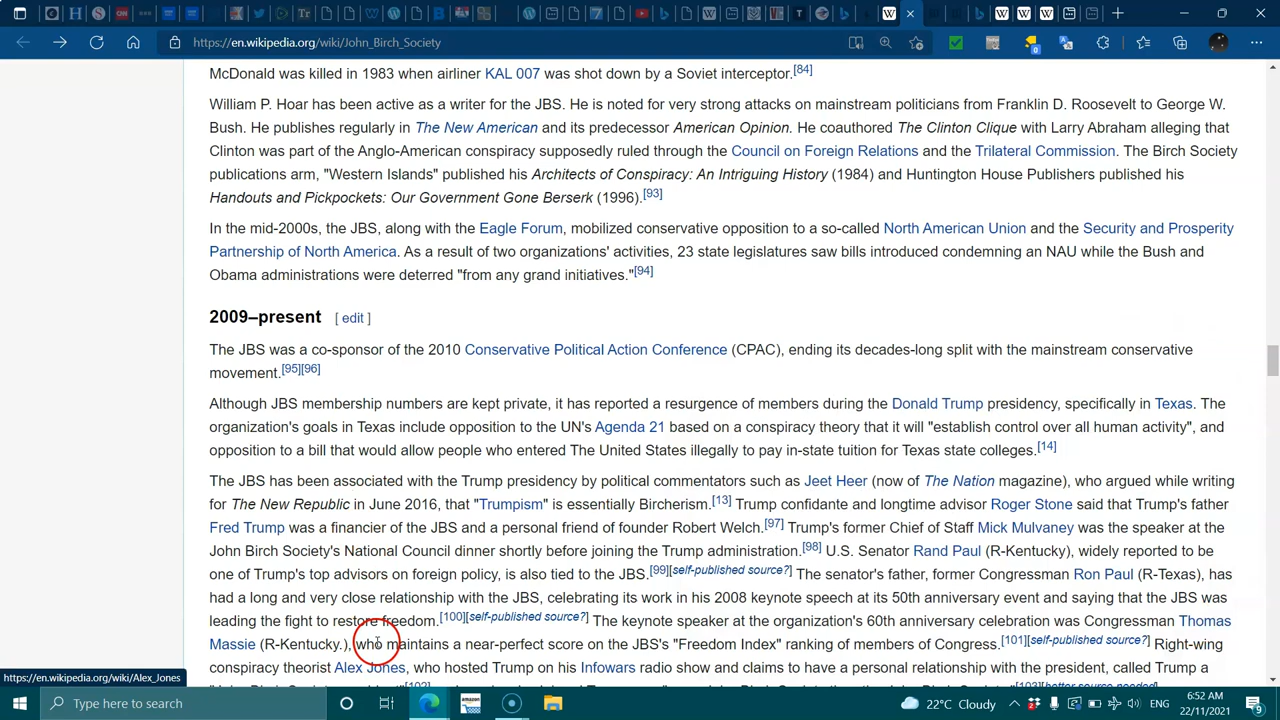 https://en.wikipedia.org/wiki/John_Birch_Society
McDonald was killed in 1983 when airliner KAL 007 was shot down by a Soviet interceptor.[84]
William P. Hoar has been active as a writer for the JBS. He is noted for very strong attacks on mainstream politicians from Franklin D. Roosevelt to George W.
Bush. He publishes regularly in The New American and its predecessor American Opinion. He coauthored The Clinton Clique with Larry Abraham alleging that
Clinton was part of the Anglo-American conspiracy supposedly ruled through the Council on Foreign Relations and the Trilateral Commission. The Birch Society
publications arm, "Western Islands" published his Architects of Conspiracy: An Intriguing History (1984) and Huntington House Publishers published his
Handouts and Pickpockets: Our Government Gone Berserk (1996).[93]
In the mid-2000s, the JBS, along with the Eagle Forum, mobilized conservative opposition to a so-called North American Union and the Security and Prosperity
Partnership of North America. As a result of two organizations' activities, 23 state legislatures saw bills introduced condemning an NAU while the Bush and
Obama administrations were deterred "from any grand initiatives."[94]
2009–present [ edit ]
The JBS was a co-sponsor of the 2010 Conservative Political Action Conference (CPAC), ending its decades-long split with the mainstream conservative
movement.[95][96]
Although JBS membership numbers are kept private, it has reported a resurgence of members during the Donald Trump presidency, specifically in Texas. The
organization's goals in Texas include opposition to the UN's Agenda 21 based on a conspiracy theory that it will "establish control over all human activity", and
opposition to a bill that would allow people who entered The United States illegally to pay in-state tuition for Texas state colleges.[14]
The JBS has been associated with the Trump presidency by political commentators such as Jeet Heer (now of The Nation magazine), who argued while writing
for The New Republic in June 2016, that "Trumpism" is essentially Bircherism.[13] Trump confidante and longtime advisor Roger Stone said that Trump's father
Fred Trump was a financier of the JBS and a personal friend of founder Robert Welch.[97] Trump's former Chief of Staff Mick Mulvaney was the speaker at the
John Birch Society's National Council dinner shortly before joining the Trump administration.[98] U.S. Senator Rand Paul (R-Kentucky), widely reported to be
one of Trump's top advisors on foreign policy, is also tied to the JBS.[99][self-published source?] The senator's father, former Congressman Ron Paul (R-Texas), has
had a long and very close relationship with the JBS, celebrating its work in his 2008 keynote speech at its 50th anniversary event and saying that the JBS was
leading the fight to restore freedom.[100][self-published source?] The keynote speaker at the organization's 60th anniversary celebration was Congressman Thomas
Massie (R-Kentucky.), who maintains a near-perfect score on the JBS's "Freedom Index" ranking of members of Congress.[101][self-published source?] Right-wing
conspiracy theorist Alex Jones, who hosted Trump on his Infowars radio show and claims to have a personal relationship with the president, called Trump a
https://en.wikipedia.org/wiki/Alex_Jones
Type here to search
22°C Cloudy
ENG
6:52 AM
22/11/2021